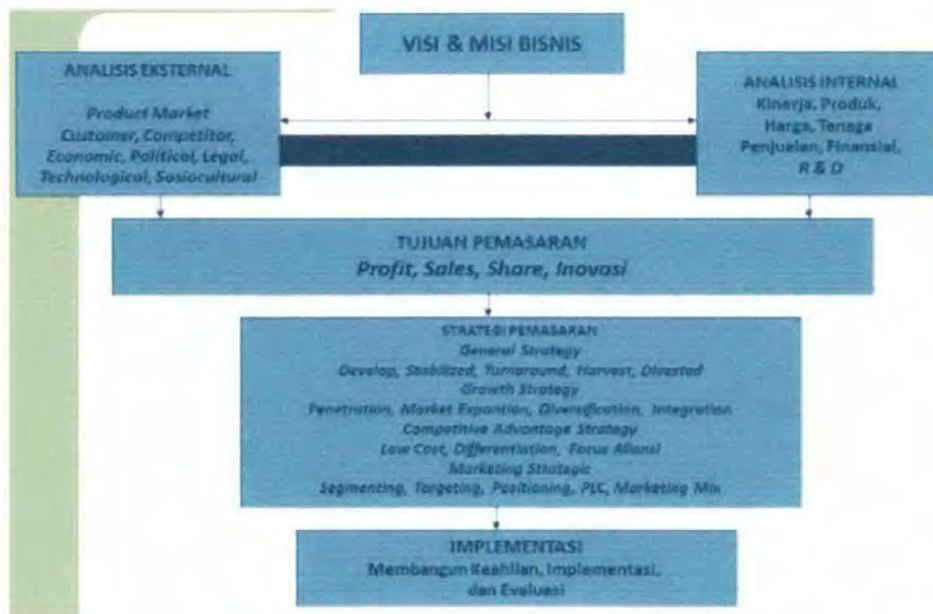 VISI & MISI BISNIS
ANALISIS EKSTERNAL
Product Market
Customer, Competitor,
Economic, Political, Legal,
Technological, Sosiocultural
ANALISIS INTERNAL
Kinerja, Produk,
Harga, Tenaga
Penjuelan, Finansial,
R & D
TUJUAN PEMASARAN
Profit, Sales, Share, Inovasi
STRATEGI PEMASARAN
General Strategy
Develop, Stabilized, Turnaround, Harvest, Divested
Growth Strategy
Penetration, Market Expantion, Diversification, Integration
Competitive Advantage Strategy
Low Cost, Differentiation, Focus Aliansi
Marketing Strategic
Segmenting, Targeting, Positioning, PLC, Marketing Mix
IMPLEMENTASI
Membangun Keahlian, Implementasi,
dan Evaluasi